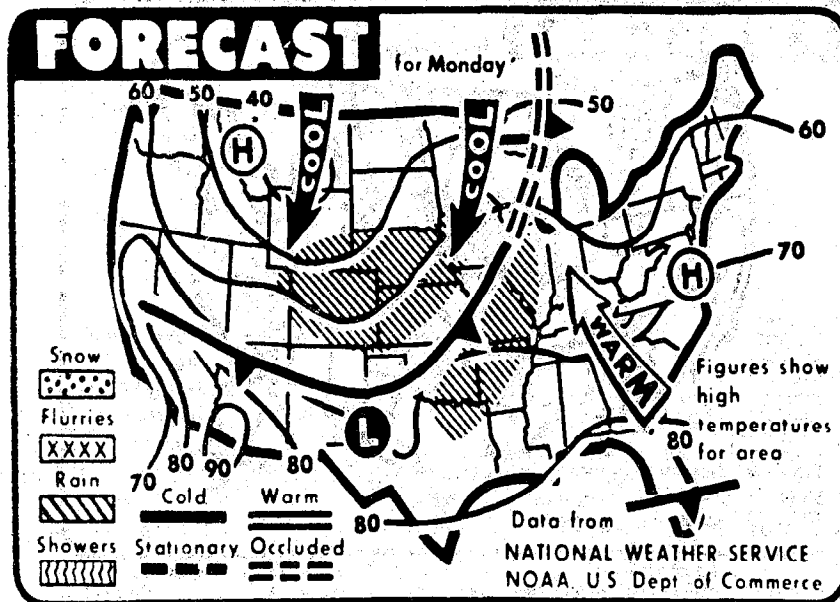 FORECAST
for Monday
60 50 40
50
60
H
COOL
COOL
H
70
WARM
Snow
Flurries
XXXX
Rain
Showers
L
Figures show
high
temperatures
for area
80
70 80 90 80
80
Cold Warm
Stationary Occluded
Data from
NATIONAL WEATHER SERVICE
NOAA, U.S. Dept of Commerce